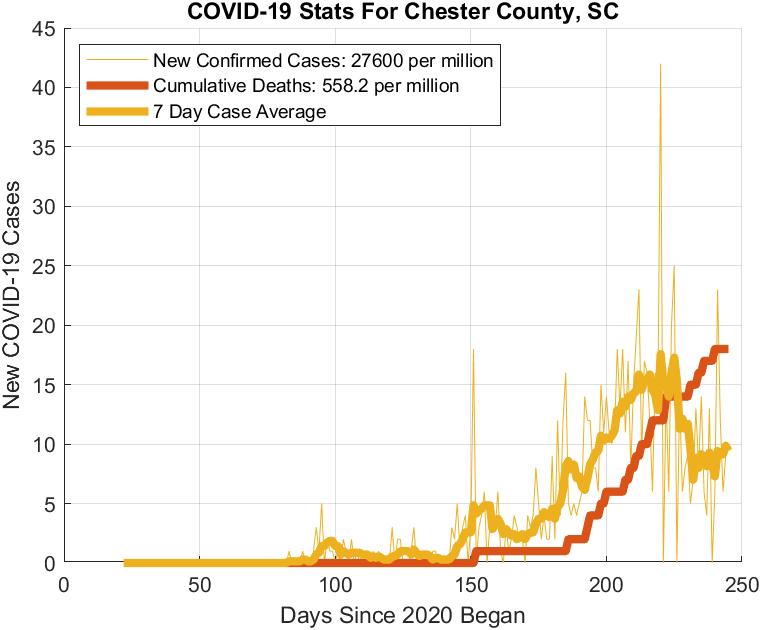 COVID-19 Stats For Chester County, SC
New COVID-19 Cases
45
40
35
30
25
20
15
10
5
0
New Confirmed Cases: 27600 per million
Cumulative Deaths: 558.2 per million
7 Day Case Average
0 50 100 150 200 250
Days Since 2020 Began